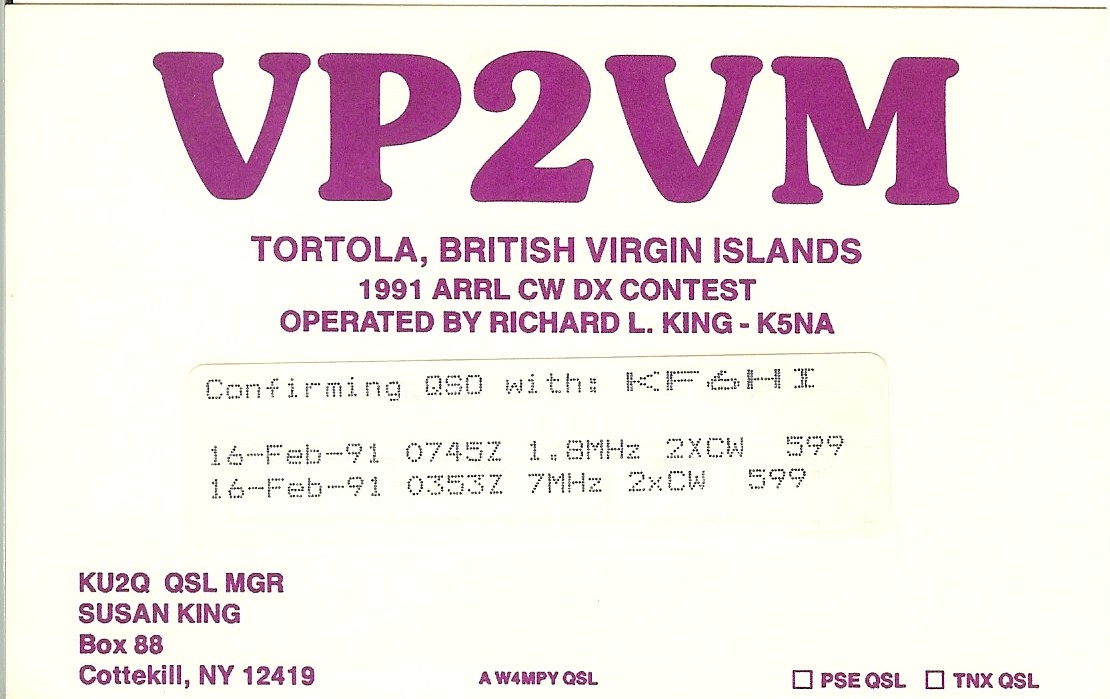 VP2VM
TORTOLA, BRITISH VIRGIN ISLANDS
1991 ARRL CW DX CONTEST
OPERATED BY RICHARD L. KING - K5NA
Confirming QSO with: KF6HI
16-Feb-91 0745Z 1.8MHz 2XCW 599
16-Feb-91 0353Z 7MHz 2xCW 599
KU2Q QSL MGR
SUSAN KING
Box 88
Cottekill, NY 12419
A W4MPY QSL
☐ PSE QSL ☐ TNX QSL